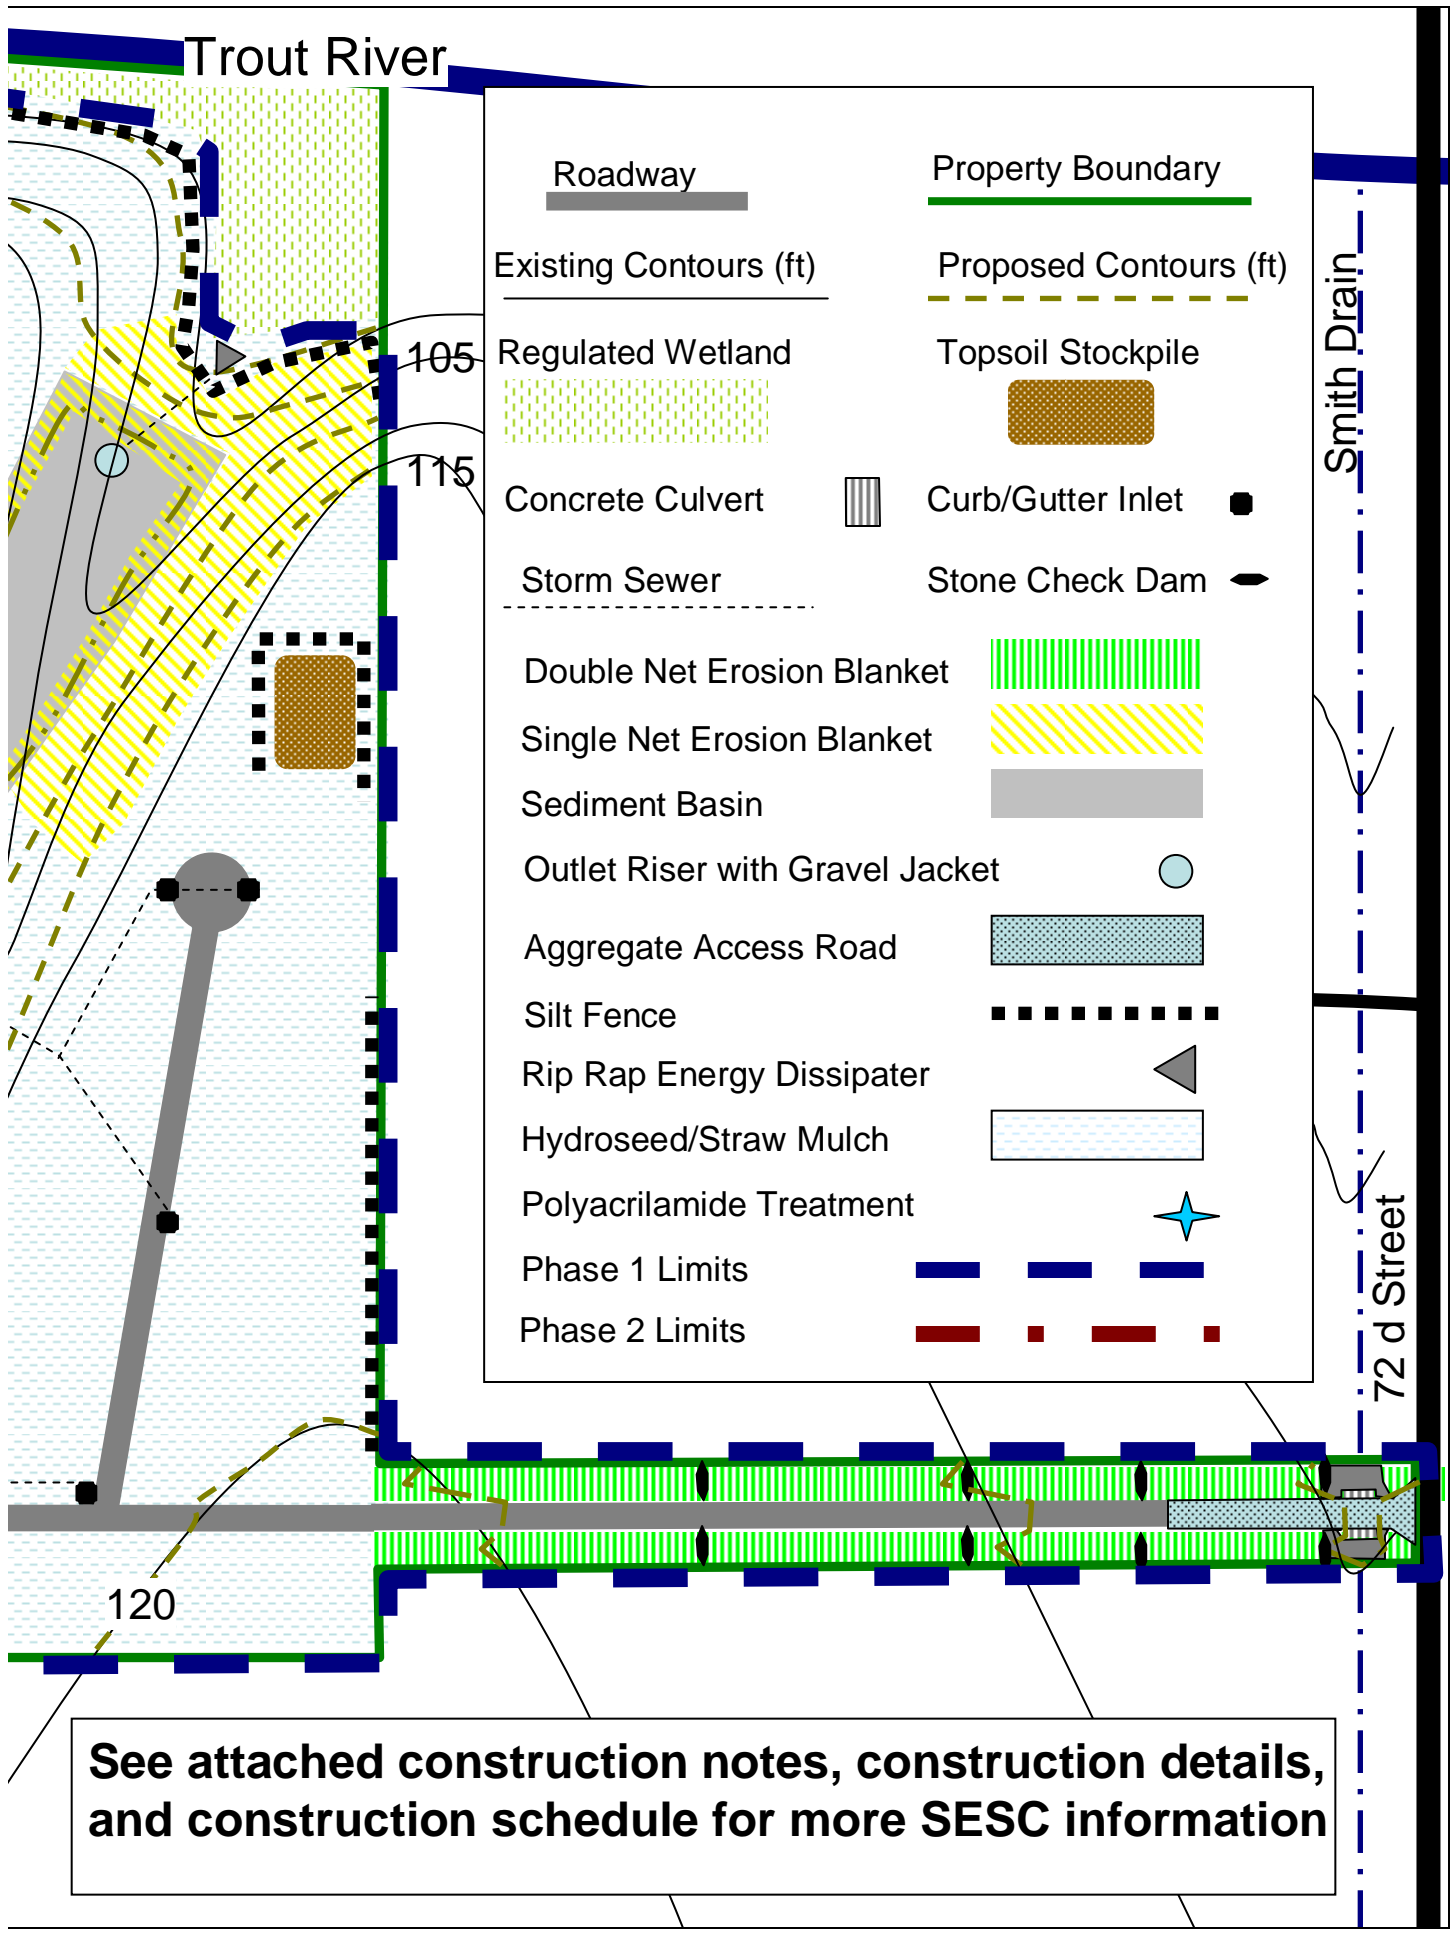 Trout River
Roadway
Property Boundary
Existing Contours (ft)
Proposed Contours (ft)
Smith Drain
105
Regulated Wetland
Topsoil Stockpile
115
Concrete Culvert
Curb/Gutter Inlet
Storm Sewer
Stone Check Dam
Double Net Erosion Blanket
Single Net Erosion Blanket
Sediment Basin
Outlet Riser with Gravel Jacket
Aggregate Access Road
Silt Fence
Rip Rap Energy Dissipater
Hydroseed/Straw Mulch
Polyacrilamide Treatment
Phase 1 Limits
Phase 2 Limits
72 d Street
120
See attached construction notes, construction details,
and construction schedule for more SESC information